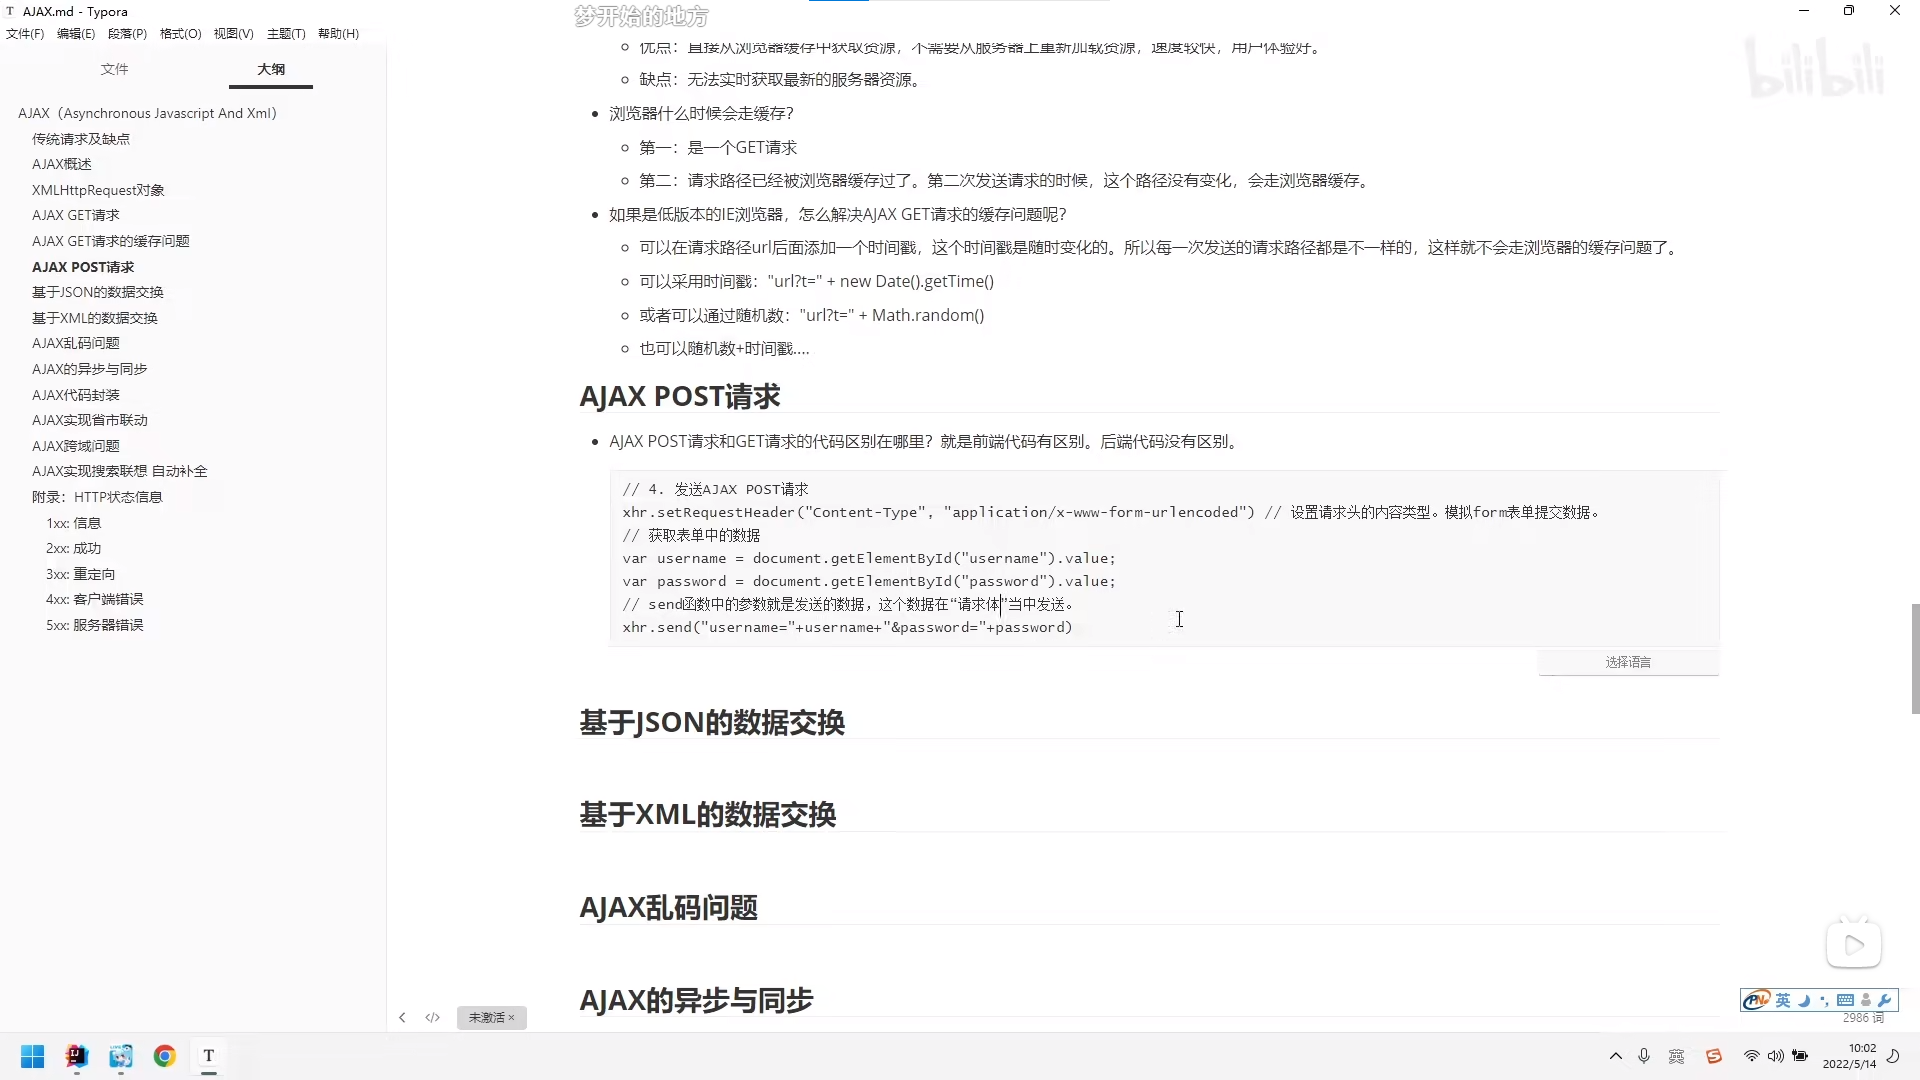 AJAX.md - Typora
梦开始的地方
文件(F) 编辑(E) 段落(P) 格式(O) 视图(V) 主题(T) 帮助(H)
bilibili
文件 大纲
AJAX（Asynchronous Javascript And Xml）
传统请求及缺点
AJAX概述
XMLHttpRequest对象
AJAX GET请求
AJAX GET请求的缓存问题
AJAX POST请求
基于JSON的数据交换
基于XML的数据交换
AJAX乱码问题
AJAX的异步与同步
AJAX代码封装
AJAX实现省市联动
AJAX跨域问题
AJAX实现搜索联想 自动补全
附录：HTTP状态信息
1xx: 信息
2xx: 成功
3xx: 重定向
4xx: 客户端错误
5xx: 服务器错误
优点：直接从浏览器缓存中获取资源，不需要从服务器上重新加载资源，速度较快，用户体验好。
缺点：无法实时获取最新的服务器资源。
浏览器什么时候会走缓存？
第一：是一个GET请求
第二：请求路径已经被浏览器缓存过了。第二次发送请求的时候，这个路径没有变化，会走浏览器缓存。
如果是低版本的IE浏览器，怎么解决AJAX GET请求的缓存问题呢？
可以在请求路径url后面添加一个时间戳，这个时间戳是随时变化的。所以每一次发送的请求路径都是不一样的，这样就不会走浏览器的缓存问题了。
可以采用时间戳："url?t=" + new Date().getTime()
或者可以通过随机数："url?t=" + Math.random()
也可以随机数+时间戳....
AJAX POST请求
AJAX POST请求和GET请求的代码区别在哪里？就是前端代码有区别。后端代码没有区别。
// 4. 发送AJAX POST请求
xhr.setRequestHeader("Content-Type", "application/x-www-form-urlencoded") // 设置请求头的内容类型。模拟form表单提交数据。
// 获取表单中的数据
var username = document.getElementById("username").value;
var password = document.getElementById("password").value;
// send函数中的参数就是发送的数据，这个数据在“请求体”当中发送。
xhr.send("username="+username+"&password="+password)
选择语言
基于JSON的数据交换
基于XML的数据交换
AJAX乱码问题
AJAX的异步与同步
未激活 ×
英
2986 词
英
10:02
2022/5/14